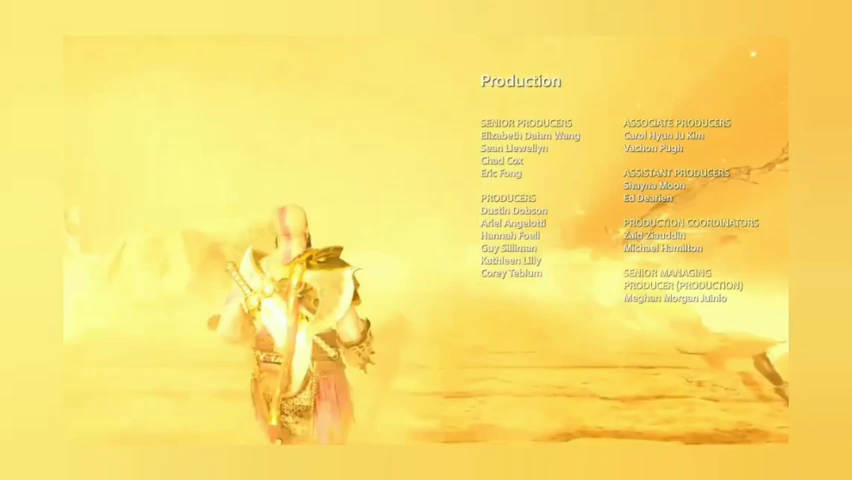 Production
SENIOR PRODUCERS
Elizabeth Dahm Wang
Sean Llewellyn
Chad Cox
Eric Fong
PRODUCERS
Dustin Dobson
Ariel Angelotti
Hannah Foell
Guy Silliman
Kathleen Lilly
Corey Teblum
ASSOCIATE PRODUCERS
Carol Hyun Ju Kim
Vachon Pugh
ASSISTANT PRODUCERS
Shayna Moon
Ed Dearien
PRODUCTION COORDINATORS
Zaid Ziauddin
Michael Hamilton
SENIOR MANAGING
PRODUCER (PRODUCTION)
Meghan Morgan Juinio